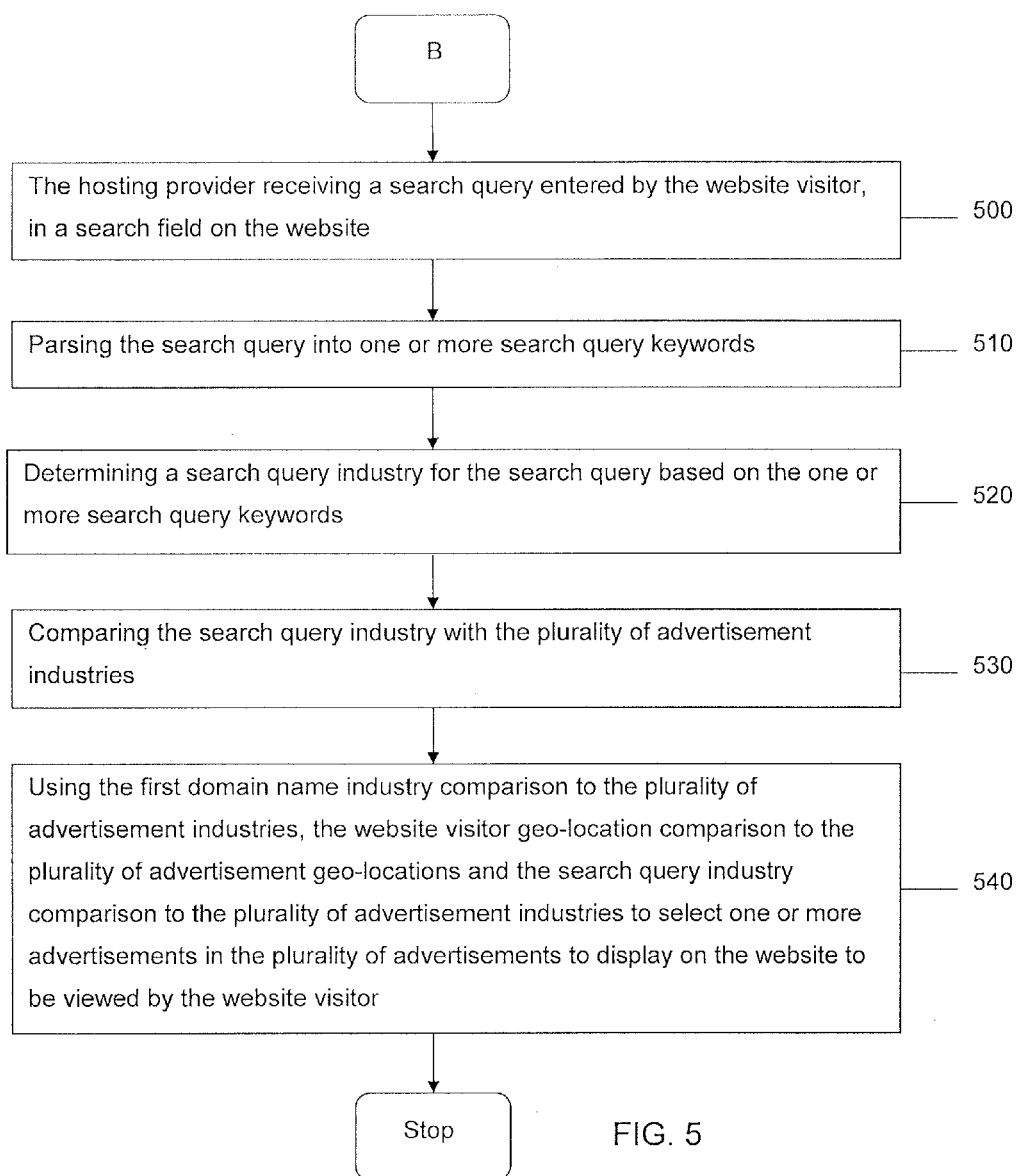 B
The hosting provider receiving a search query entered by the website visitor,
in a search field on the website
500
Parsing the search query into one or more search query keywords
510
Determining a search query industry for the search query based on the one or
more search query keywords
520
Comparing the search query industry with the plurality of advertisement
industries
530
Using the first domain name industry comparison to the plurality of
advertisement industries, the website visitor geo-location comparison to the
plurality of advertisement geo-locations and the search query industry
comparison to the plurality of advertisement industries to select one or more
advertisements in the plurality of advertisements to display on the website to
be viewed by the website visitor
540
Stop
FIG. 5